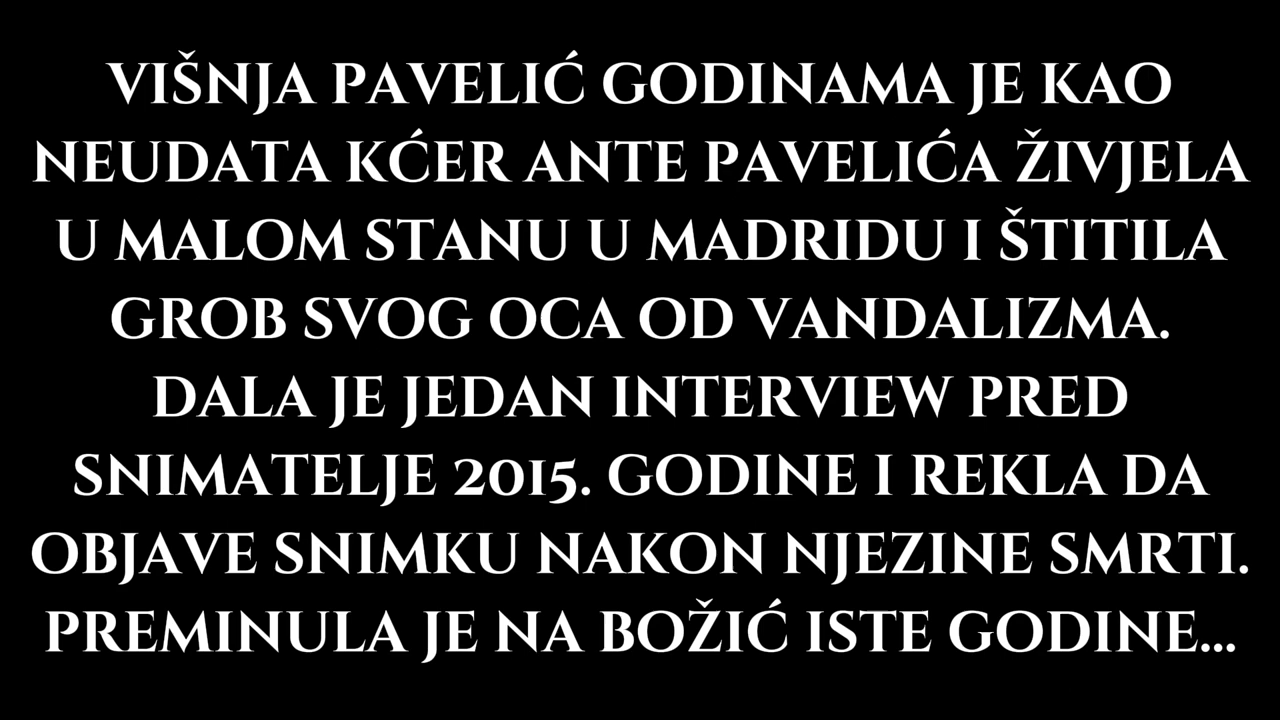 VIŠNJA PAVELIĆ GODINAMA JE KAO
NEUDATA KĆER ANTE PAVELIĆA ŽIVJELA
U MALOM STANU U MADRIDU I ŠTITILA
GROB SVOG OCA OD VANDALIZMA.
DALA JE JEDAN INTERVIEW PRED
SNIMATELJE 2015. GODINE I REKLA DA
OBJAVE SNIMKU NAKON NJEZINE SMRTI.
PREMINULA JE NA BOŽIĆ ISTE GODINE...